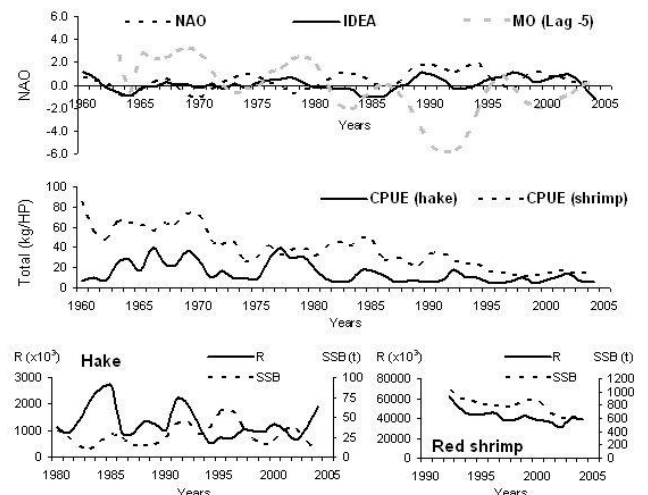 NAO IDEA MO (Lag -5)
6.0
4.0
2.0
0.0
-2.0
-4.0
-6.0
NAO
1960 1965 1970 1975 1980 1985 1990 1995 2000 2005
Years
CPUE (hake) CPUE (shrimp)
100
80
60
40
20
0
Total (kg/HP)
1960 1965 1970 1975 1980 1985 1990 1995 2000 2005
Years
R (x10³) Hake R SSB (t)
SSB
3000
2000
1000
0
100
75
50
25
0
1980 1985 1990 1995 2000 2005
Years
R (x10³) R SSB (t)
SSB
80000
60000
40000
20000
0
1200
1000
800
600
400
200
0
Red shrimp
1990 1995 2000 2005
Years